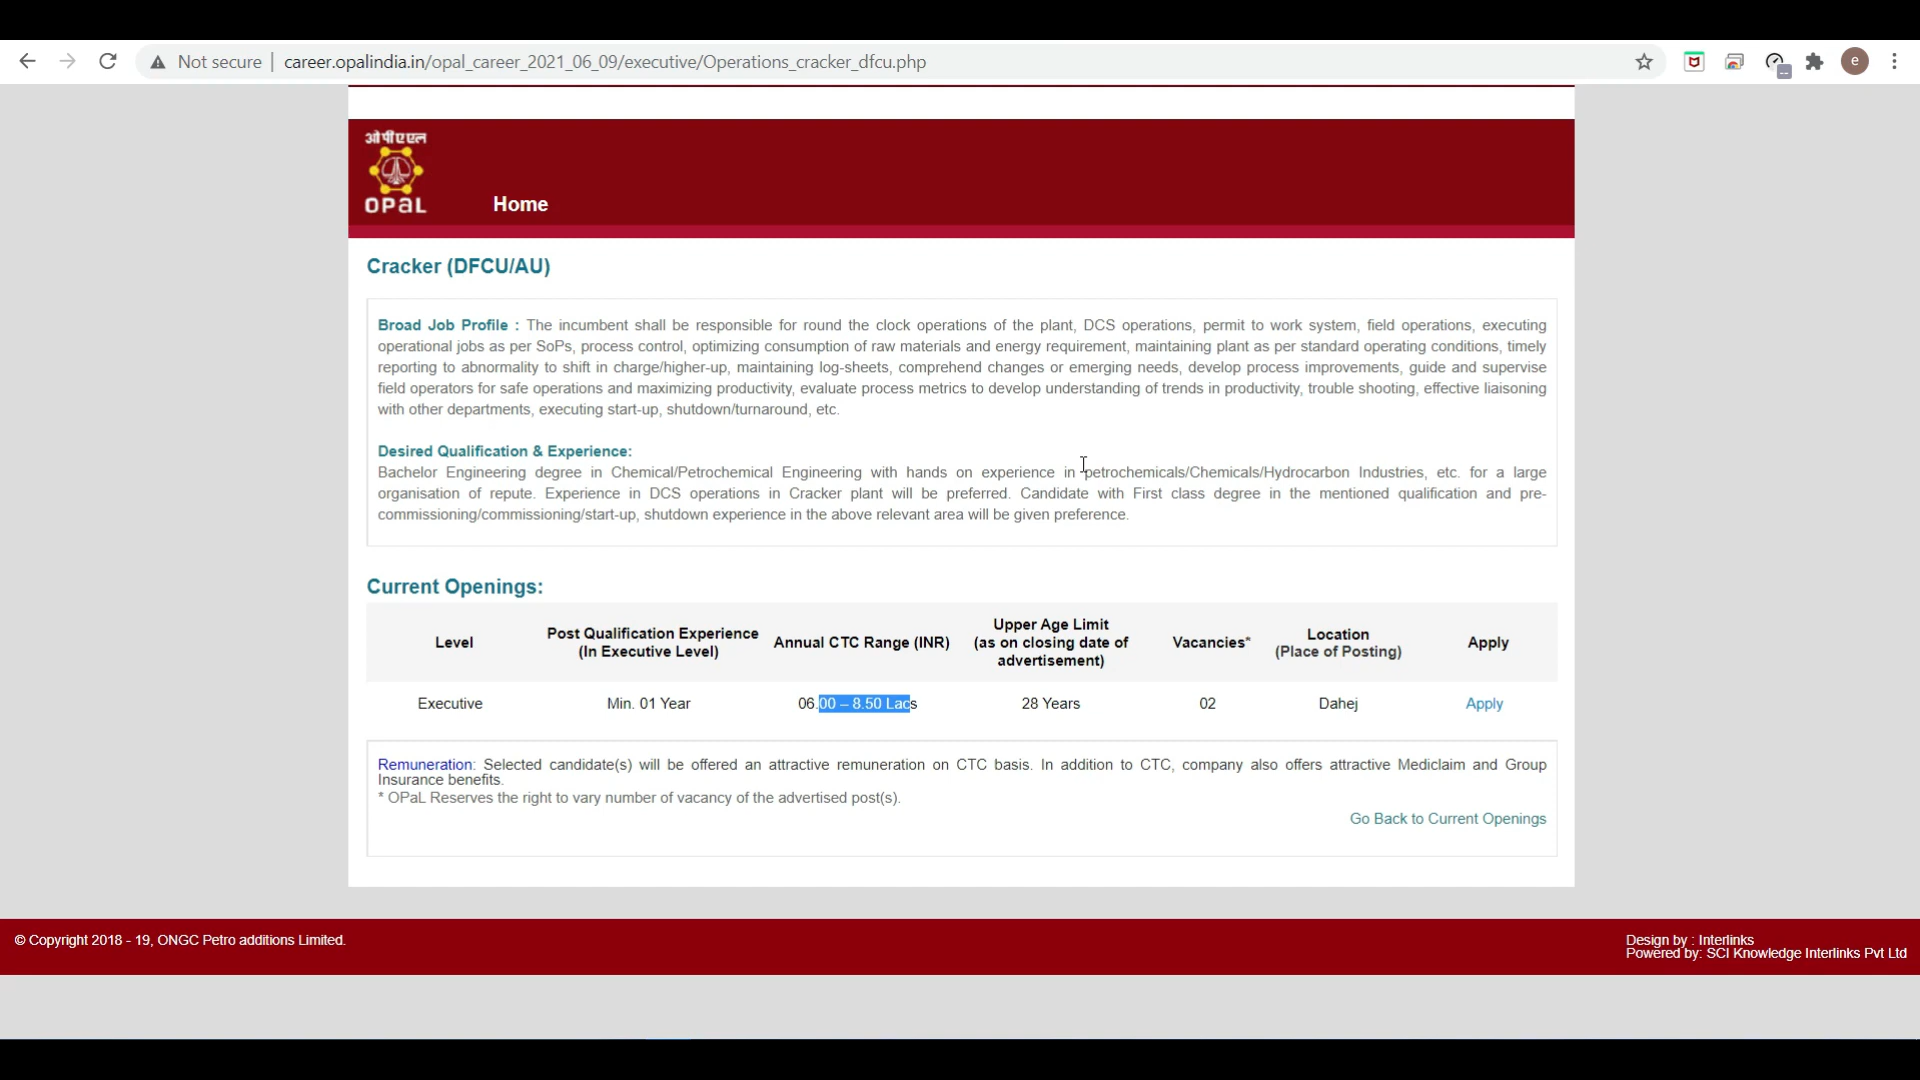 Not secure | career.opalindia.in/opal_career_2021_06_09/executive/Operations_cracker_dfcu.php
e
ओपीएएल
OPaL
Home
Cracker (DFCU/AU)
Broad Job Profile : The incumbent shall be responsible for round the clock operations of the plant, DCS operations, permit to work system, field operations, executing
operational jobs as per SoPs, process control, optimizing consumption of raw materials and energy requirement, maintaining plant as per standard operating conditions, timely
reporting to abnormality to shift in charge/higher-up, maintaining log-sheets, comprehend changes or emerging needs, develop process improvements, guide and supervise
field operators for safe operations and maximizing productivity, evaluate process metrics to develop understanding of trends in productivity, trouble shooting, effective liaisoning
with other departments, executing start-up, shutdown/turnaround, etc.
Desired Qualification & Experience:
Bachelor Engineering degree in Chemical/Petrochemical Engineering with hands on experience in petrochemicals/Chemicals/Hydrocarbon Industries, etc. for a large
organisation of repute. Experience in DCS operations in Cracker plant will be preferred. Candidate with First class degree in the mentioned qualification and pre-
commissioning/commissioning/start-up, shutdown experience in the above relevant area will be given preference.
Current Openings:
Level Post Qualification Experience (In Executive Level) Annual CTC Range (INR) Upper Age Limit (as on closing date of advertisement) Vacancies* Location (Place of Posting) Apply
Executive Min. 01 Year 06.00 – 8.50 Lacs 28 Years 02 Dahej Apply
Remuneration: Selected candidate(s) will be offered an attractive remuneration on CTC basis. In addition to CTC, company also offers attractive Mediclaim and Group
Insurance benefits.
* OPaL Reserves the right to vary number of vacancy of the advertised post(s).
Go Back to Current Openings
© Copyright 2018 - 19, ONGC Petro additions Limited.
Design by : Interlinks
Powered by: SCI Knowledge Interlinks Pvt Ltd